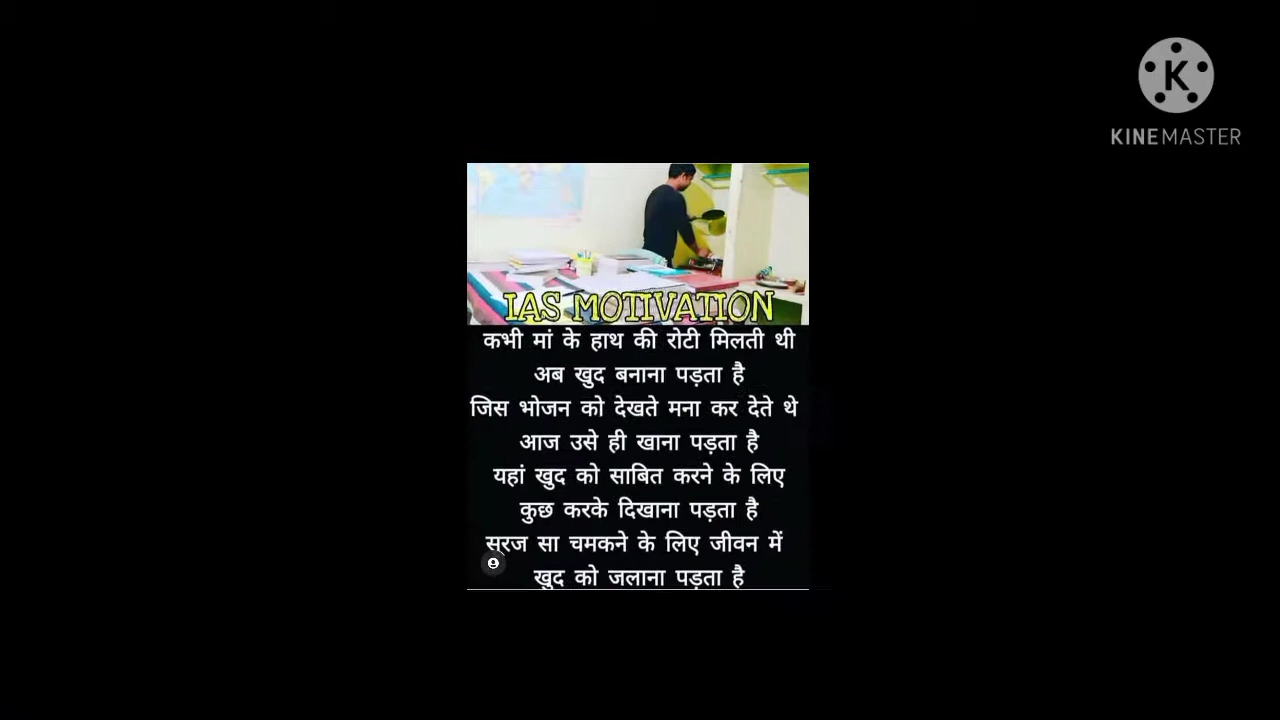 K
KINEMASTER
IAS MOTIVATION
कभी मां के हाथ की रोटी मिलती थी
अब खुद बनाना पड़ता है
जिस भोजन को देखते मना कर देते थे
आज उसे ही खाना पड़ता है
यहां खुद को साबित करने के लिए
कुछ करके दिखाना पड़ता है
सूरज सा चमकने के लिए जीवन में
खुद को जलाना पड़ता है